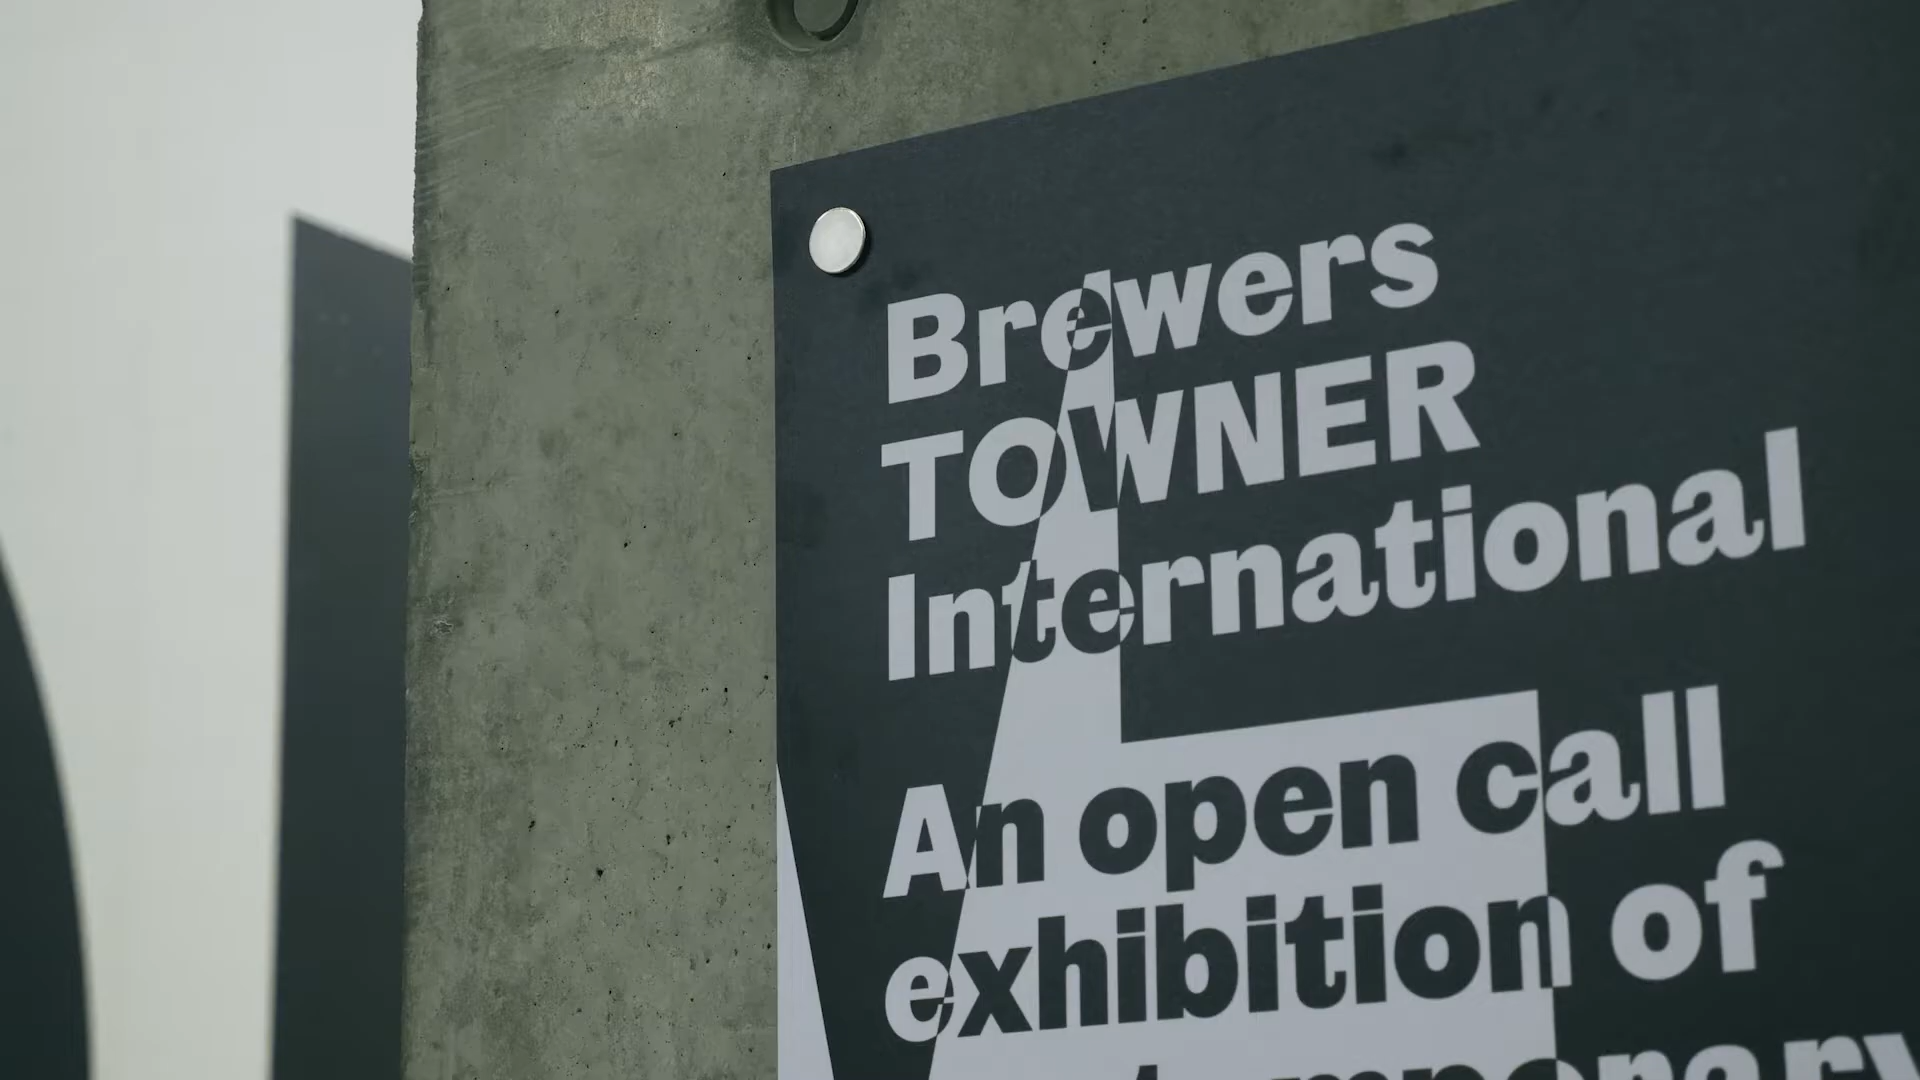 Brewers
TOWNER
International
An open call
exhibition of